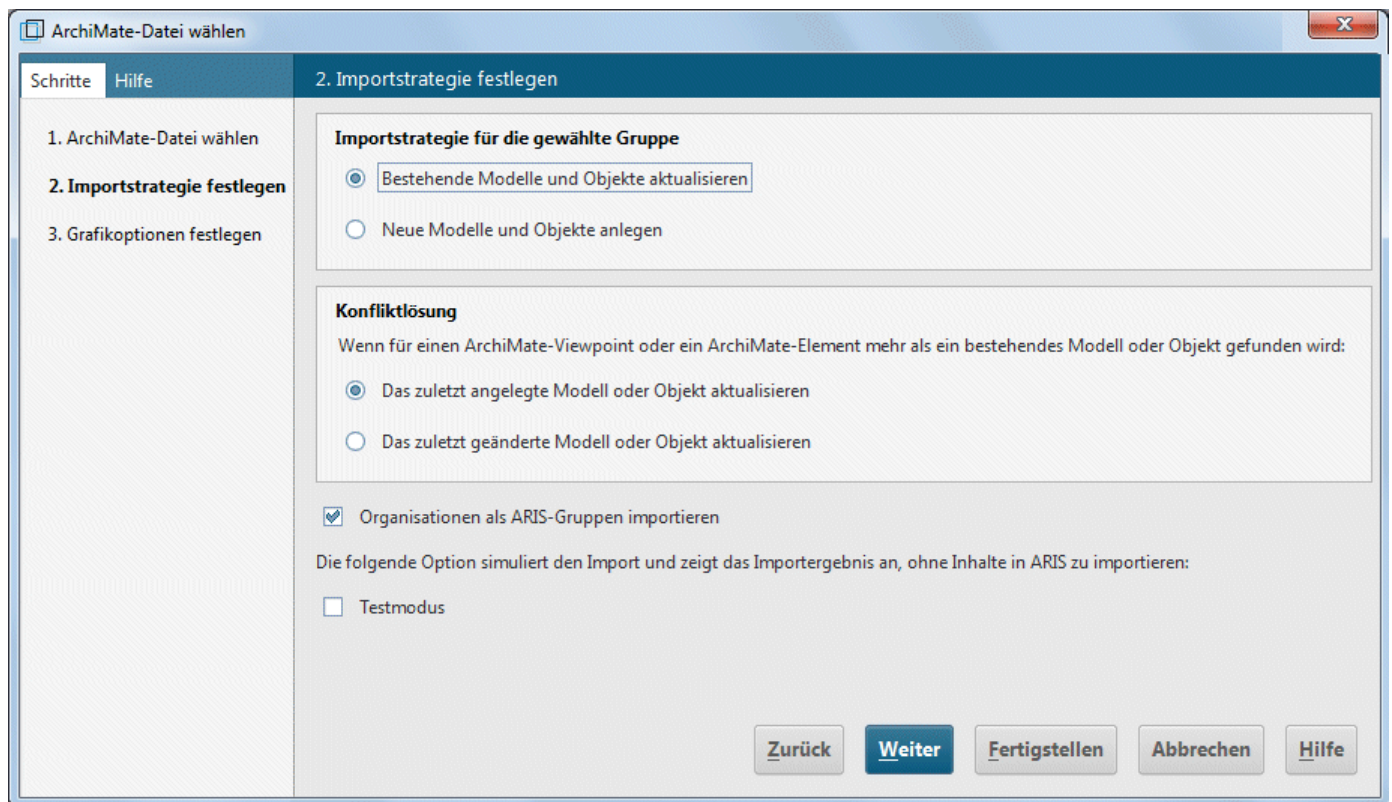 ArchiMate-Datei wählen
Schritte Hilfe
2. Importstrategie festlegen
1. ArchiMate-Datei wählen
2. Importstrategie festlegen
3. Grafikoptionen festlegen
Importstrategie für die gewählte Gruppe
Bestehende Modelle und Objekte aktualisieren
Neue Modelle und Objekte anlegen
Konfliktlösung
Wenn für einen ArchiMate-Viewpoint oder ein ArchiMate-Element mehr als ein bestehendes Modell oder Objekt gefunden wird:
Das zuletzt angelegte Modell oder Objekt aktualisieren
Das zuletzt geänderte Modell oder Objekt aktualisieren
Organisationen als ARIS-Gruppen importieren
Die folgende Option simuliert den Import und zeigt das Importergebnis an, ohne Inhalte in ARIS zu importieren:
Testmodus
Zurück Weiter Fertigstellen Abbrechen Hilfe